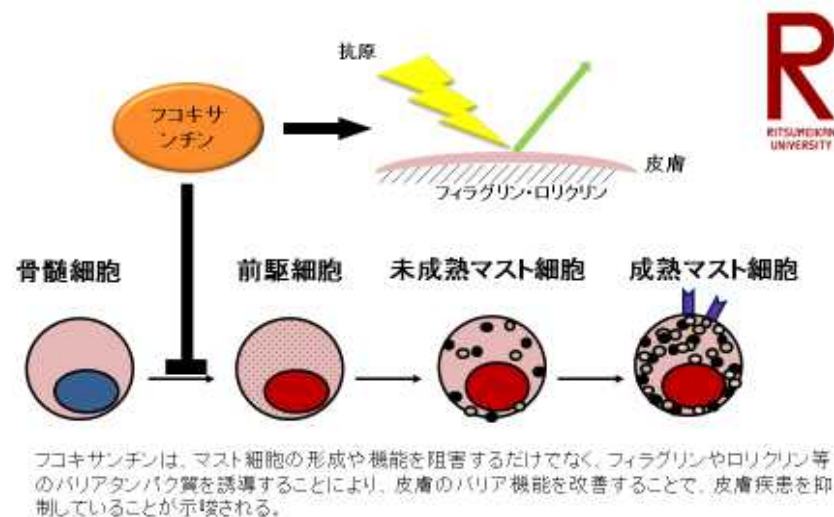 抗原
R
RITSUMEIKAN
UNIVERSITY
フコキサ
ンチン
皮膚
フィラグリン・ロリクリン
骨髄細胞
前駆細胞
未成熟マスト細胞
成熟マスト細胞
フコキサンチンは、マスト細胞の形成や機能を阻害するだけでなく、フィラグリンやロリクリン等
のバリアタンパク質を誘導することにより、皮膚のバリア機能を改善することで、皮膚疾患を抑
制していることが示唆される。